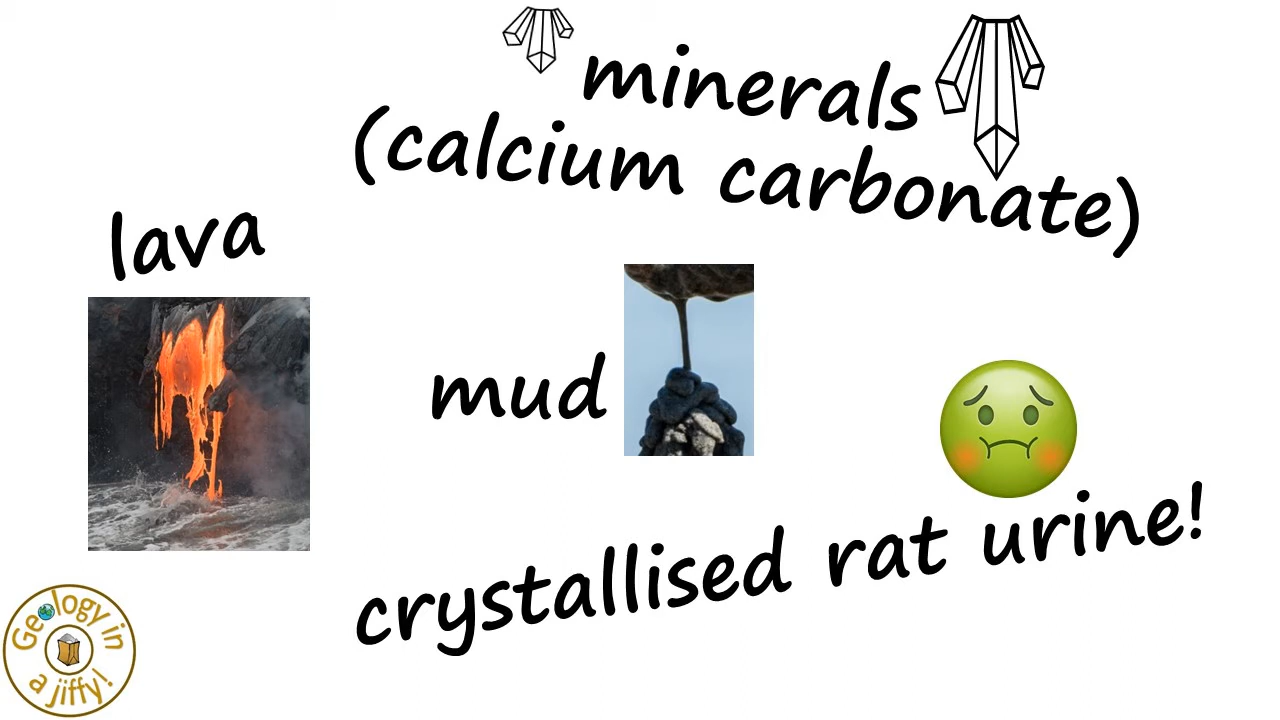 minerals
(calcium carbonate)
lava
mud
crystallised rat urine!
Geology in
a jiffy!